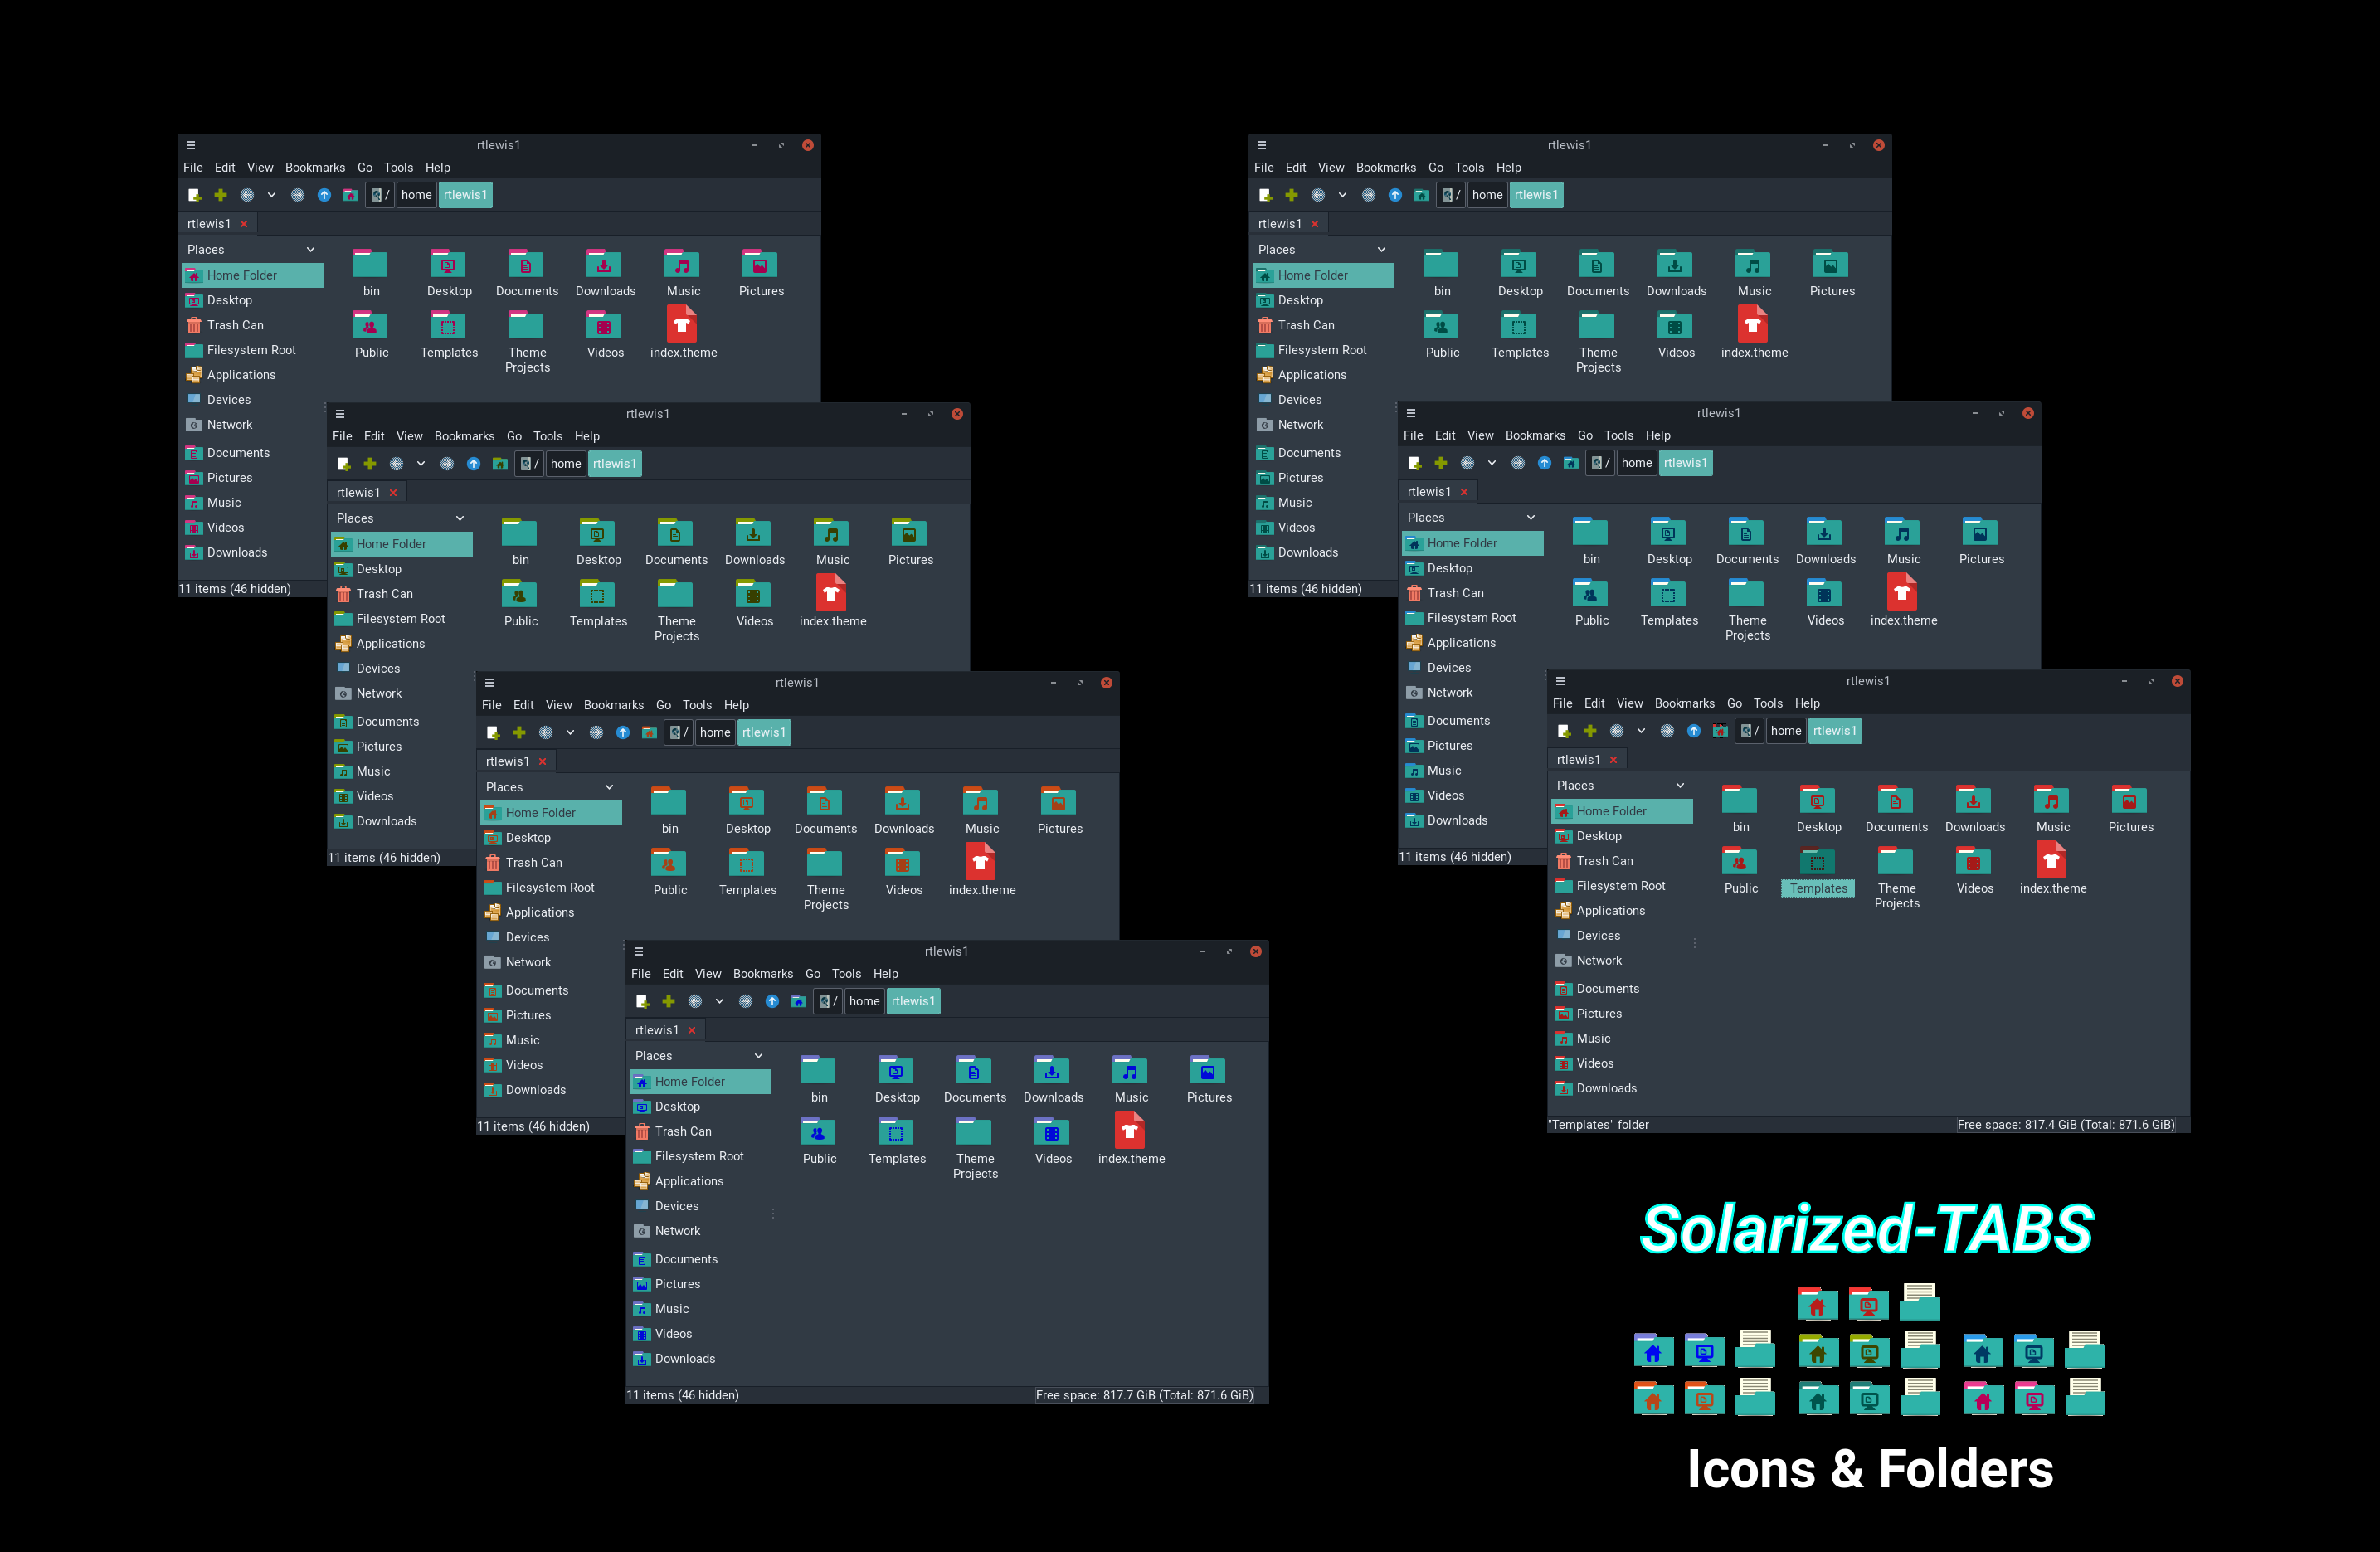 rtlewis1
File Edit View Bookmarks Go Tools Help
/ home rtlewis1
rtlewis1
Places
Home Folder
Desktop
Trash Can
Filesystem Root
Applications
Devices
Network
Documents
Pictures
Music
Videos
Downloads
bin Desktop Documents Downloads Music Pictures
Public Templates Theme Videos index.theme
Projects
11 items (46 hidden)
rtlewis1
File Edit View Bookmarks Go Tools Help
/ home rtlewis1
rtlewis1
Places
Home Folder
Desktop
Trash Can
Filesystem Root
Applications
Devices
Network
Documents
Pictures
Music
Videos
Downloads
bin Desktop Documents Downloads Music Pictures
Public Templates Theme Videos index.theme
Projects
11 items (46 hidden)
rtlewis1
File Edit View Bookmarks Go Tools Help
/ home rtlewis1
rtlewis1
Places
Home Folder
Desktop
Trash Can
Filesystem Root
Applications
Devices
Network
Documents
Pictures
Music
Videos
Downloads
bin Desktop Documents Downloads Music Pictures
Public Templates Theme Videos index.theme
Projects
11 items (46 hidden)
rtlewis1
File Edit View Bookmarks Go Tools Help
/ home rtlewis1
rtlewis1
Places
Home Folder
Desktop
Trash Can
Filesystem Root
Applications
Devices
Network
Documents
Pictures
Music
Videos
Downloads
bin Desktop Documents Downloads Music Pictures
Public Templates Theme Videos index.theme
Projects
11 items (46 hidden) Free space: 817.7 GiB (Total: 871.6 GiB)
rtlewis1
File Edit View Bookmarks Go Tools Help
/ home rtlewis1
rtlewis1
Places
Home Folder
Desktop
Trash Can
Filesystem Root
Applications
Devices
Network
Documents
Pictures
Music
Videos
Downloads
bin Desktop Documents Downloads Music Pictures
Public Templates Theme Videos index.theme
Projects
11 items (46 hidden)
rtlewis1
File Edit View Bookmarks Go Tools Help
/ home rtlewis1
rtlewis1
Places
Home Folder
Desktop
Trash Can
Filesystem Root
Applications
Devices
Network
Documents
Pictures
Music
Videos
Downloads
bin Desktop Documents Downloads Music Pictures
Public Templates Theme Videos index.theme
Projects
11 items (46 hidden)
rtlewis1
File Edit View Bookmarks Go Tools Help
/ home rtlewis1
rtlewis1
Places
Home Folder
Desktop
Trash Can
Filesystem Root
Applications
Devices
Network
Documents
Pictures
Music
Videos
Downloads
bin Desktop Documents Downloads Music Pictures
Public Templates Theme Videos index.theme
Projects
"Templates" folder Free space: 817.4 GiB (Total: 871.6 GiB)
Solarized-TABS
Icons & Folders